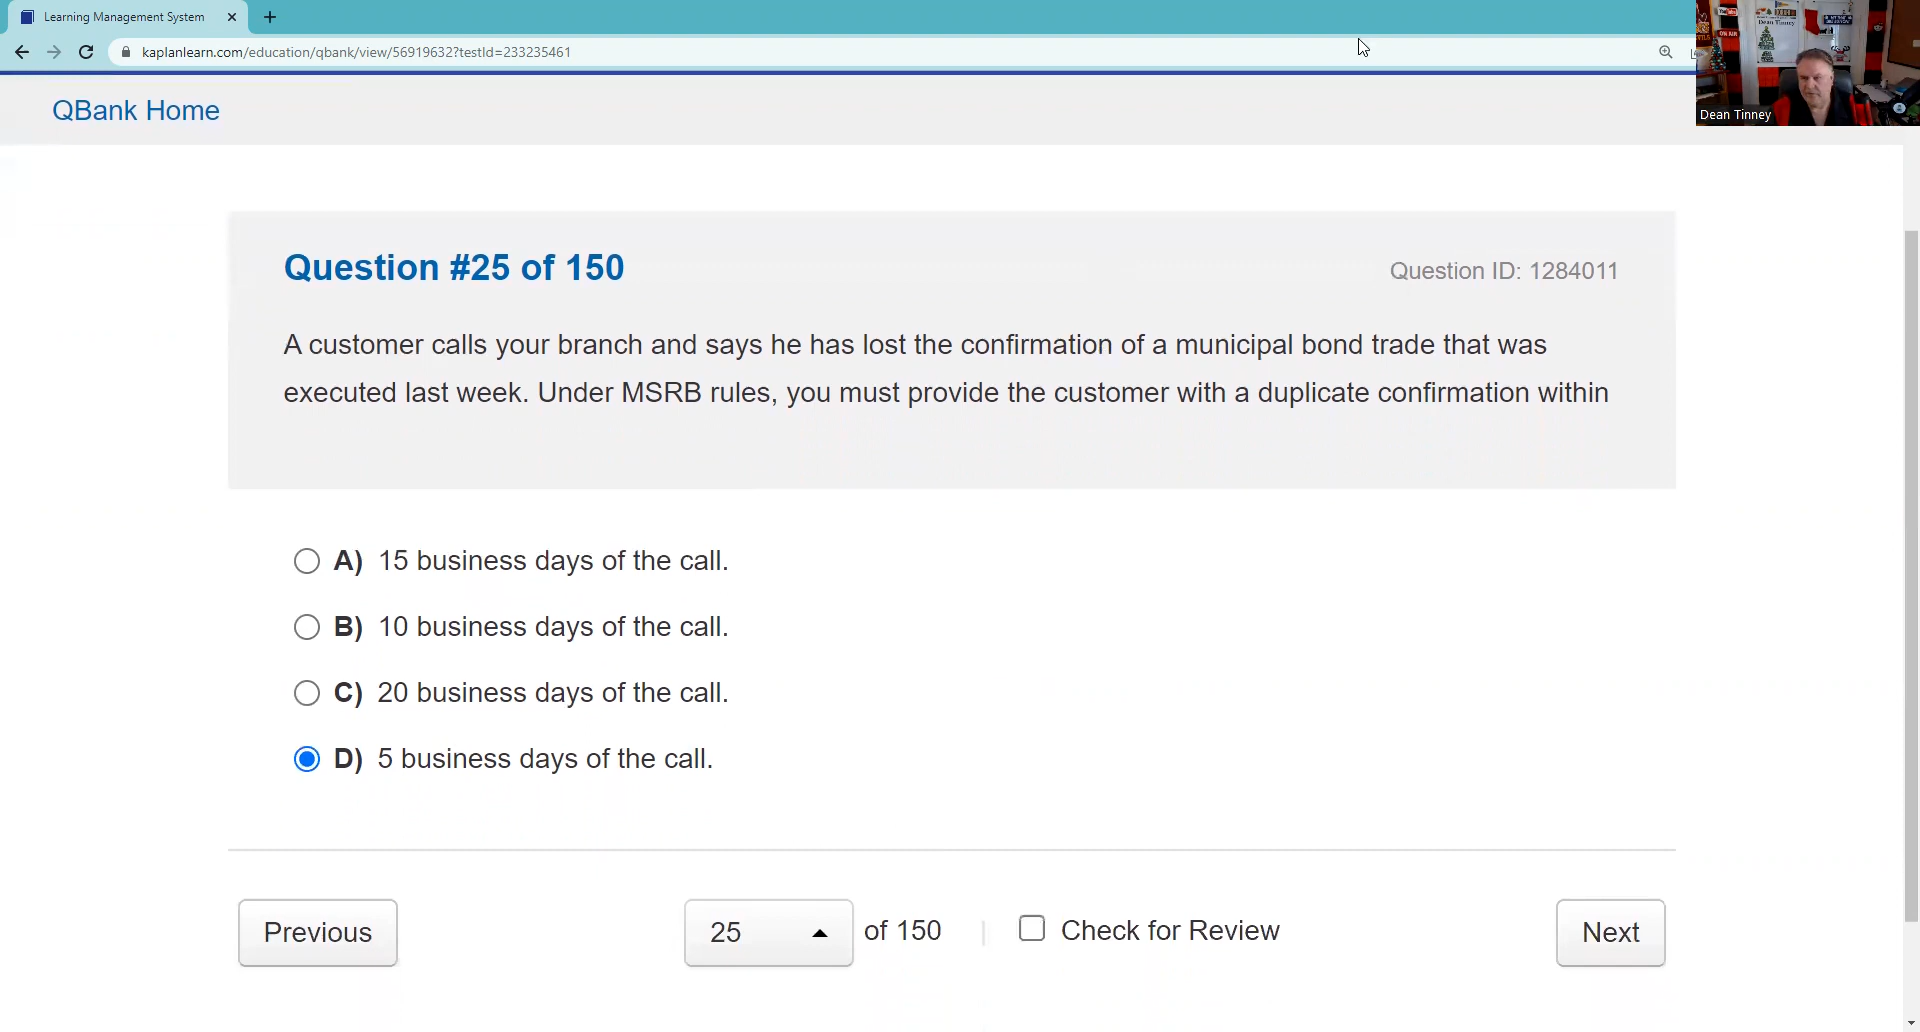 Learning Management System
kaplanlearn.com/education/qbank/view/56919632?testId=233235461
QBank Home
Dean Tinney
Question #25 of 150
Question ID: 1284011
A customer calls your branch and says he has lost the confirmation of a municipal bond trade that was
executed last week. Under MSRB rules, you must provide the customer with a duplicate confirmation within
A) 15 business days of the call.
B) 10 business days of the call.
C) 20 business days of the call.
D) 5 business days of the call.
Previous
25
of 150
Check for Review
Next